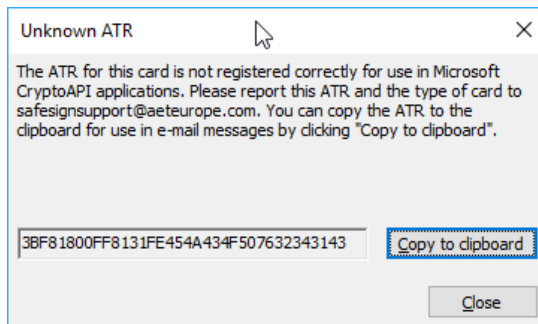 Unknown ATR
The ATR for this card is not registered correctly for use in Microsoft
CryptoAPI applications. Please report this ATR and the type of card to
safesignsupport@aeteurope.com. You can copy the ATR to the
clipboard for use in e-mail messages by clicking "Copy to clipboard".
3BF81800FF8131FE454A434F507632343143
Copy to clipboard
Close